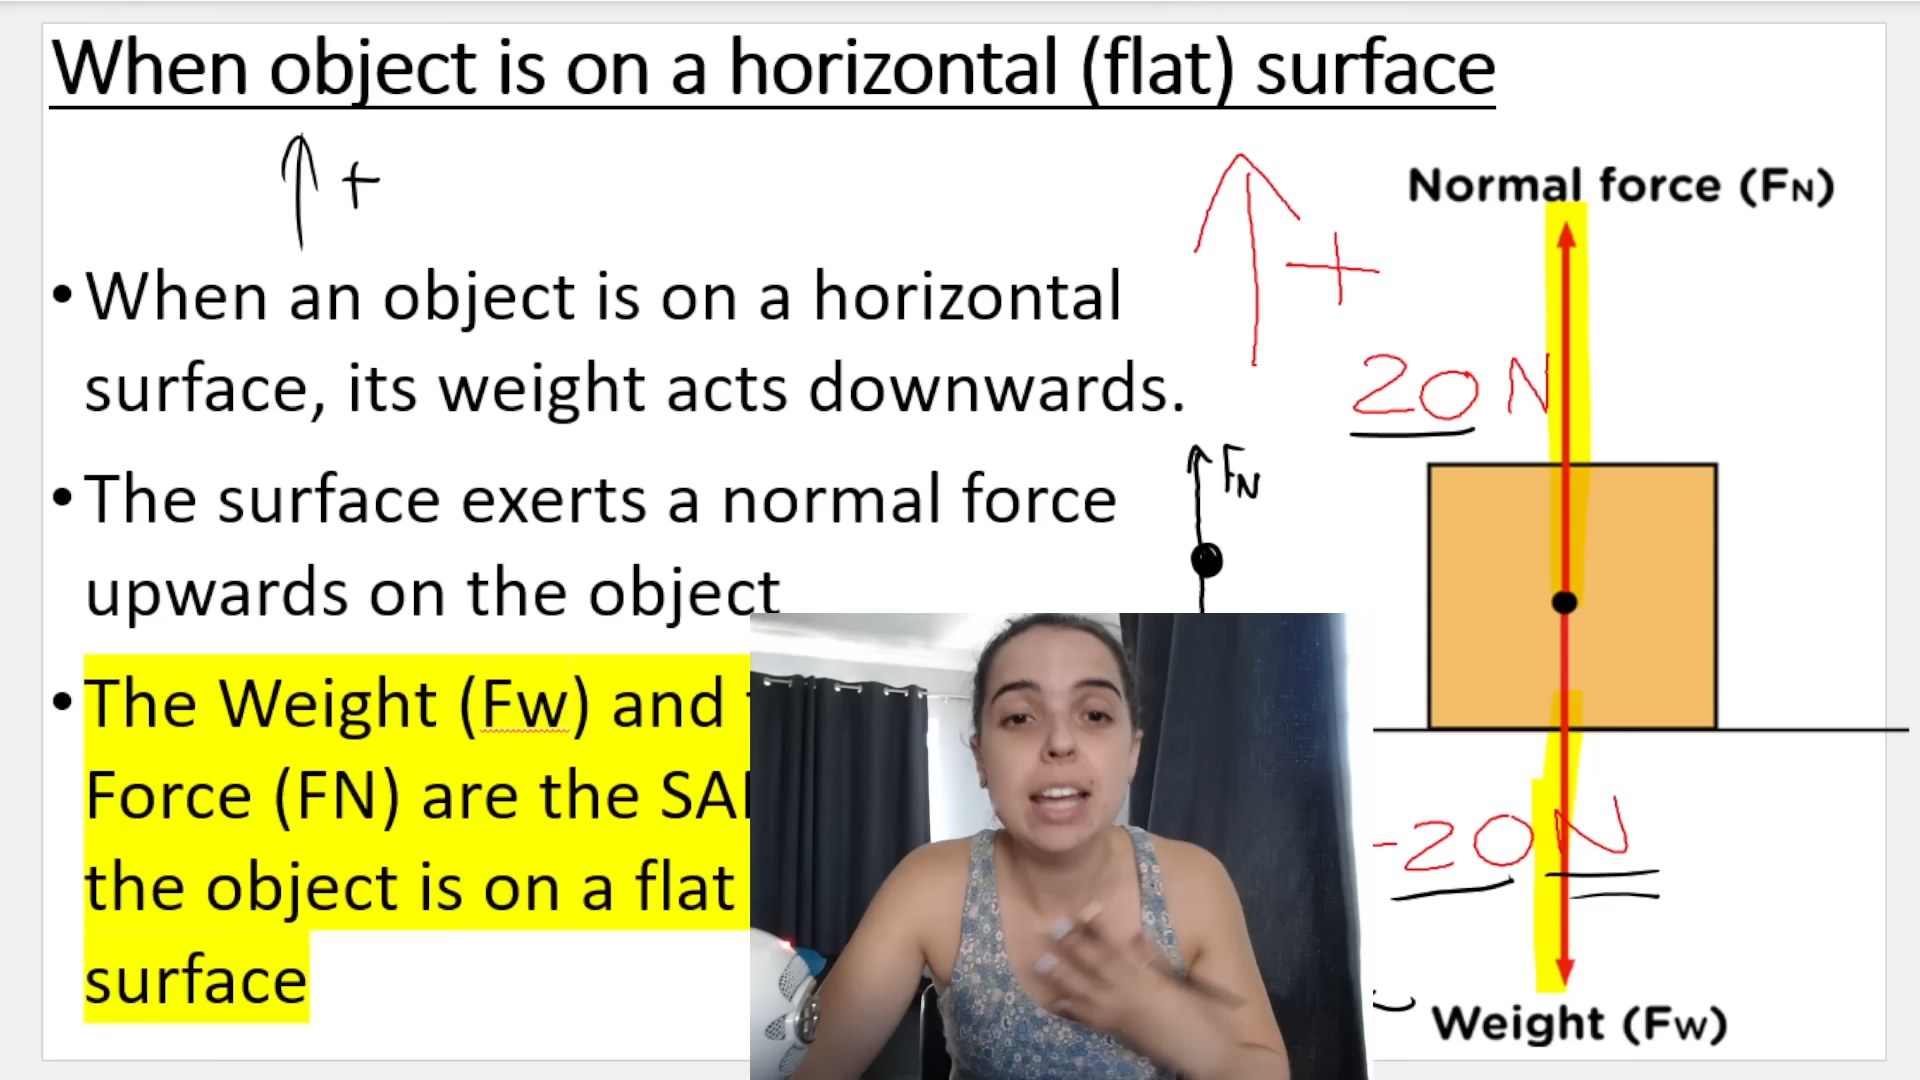 When object is on a horizontal (flat) surface
+
+
Normal force (FN)
• When an object is on a horizontal
surface, its weight acts downwards.
20 N
• The surface exerts a normal force
upwards on the object
FN
• The Weight (Fw) and
Force (FN) are the
the object is on a flat
surface
-20 N
Weight (Fw)